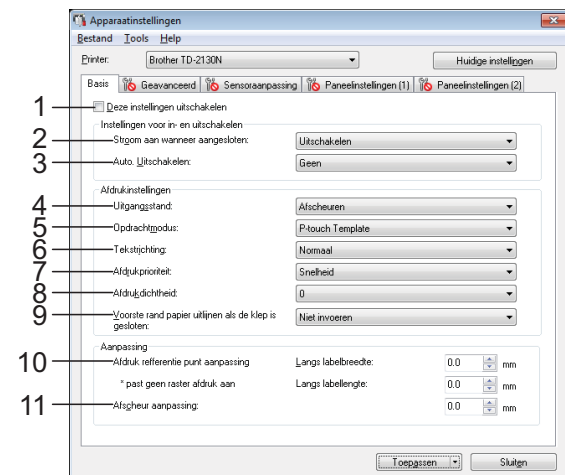 Apparaatinstellingen
Bestand Tools Help
Printer: Brother TD-2130N Huidige instellingen
Basis Geavanceerd Sensoraanpassing Paneelinstellingen (1) Paneelinstellingen (2)
1 Deze instellingen uitschakelen
Instellingen voor in- en uitschakelen
2 Stroom aan wanneer aangesloten: Uitschakelen
3 Auto. Uitschakelen: Geen
Afdrukinstellingen
4 Uitgangsstand: Afscheuren
5 Opdrachtmodus: P-touch Template
6 Tekstrichting: Normaal
7 Afdrukprioriteit: Snelheid
8 Afdrukdichtheid: 0
9 Voorste rand papier uitlijnen als de klep is gesloten: Niet invoeren
Aanpassing
10 Afdruk refferentie punt aanpassing Langs labelbreedte: 0.0 mm
* past geen raster afdruk aan Langs labellengte: 0.0 mm
11 Afscheur aanpassing: 0.0 mm
Toepassen Sluiten